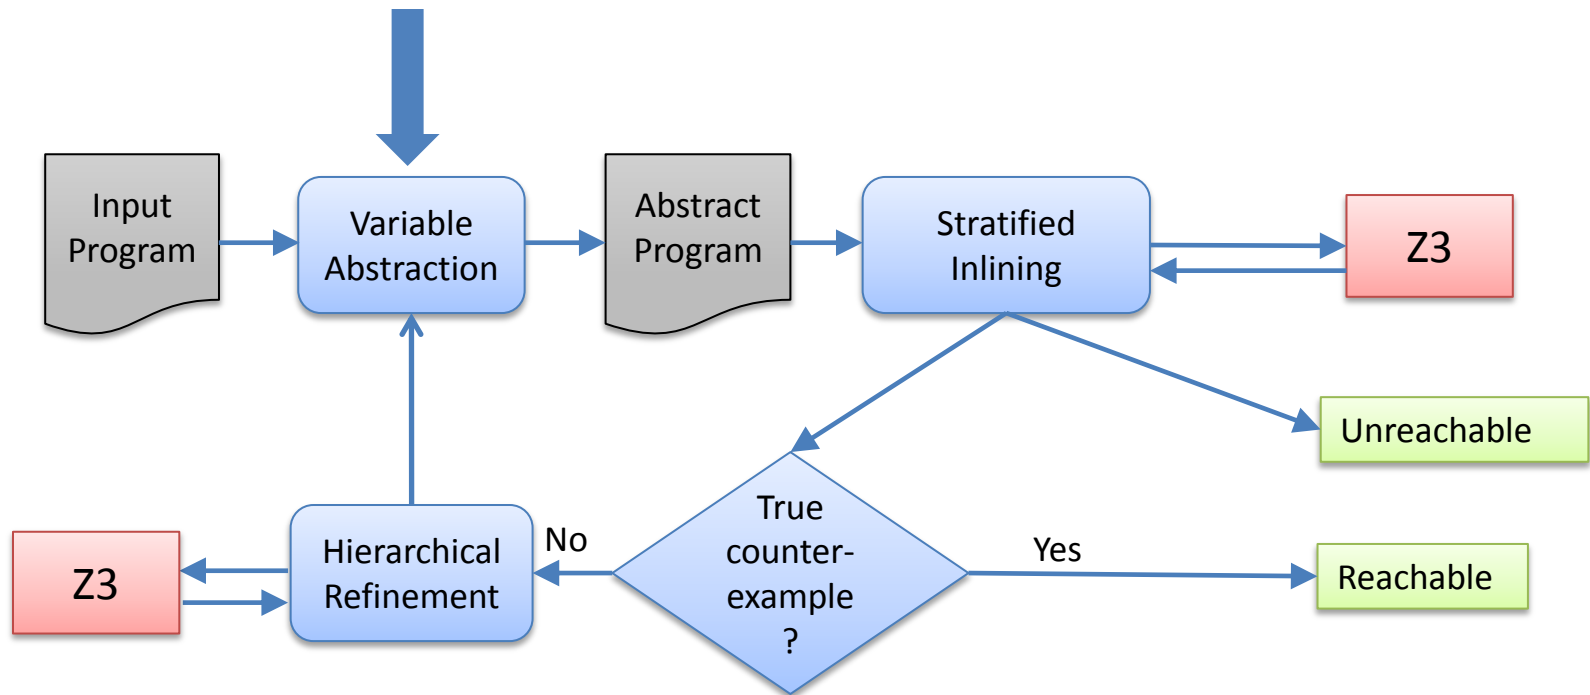 Input
Program
Variable
Abstraction
Abstract
Program
Stratified
Inlining
Z3
Unreachable
True
counter-
example
?
Yes
Reachable
No
Hierarchical
Refinement
Z3